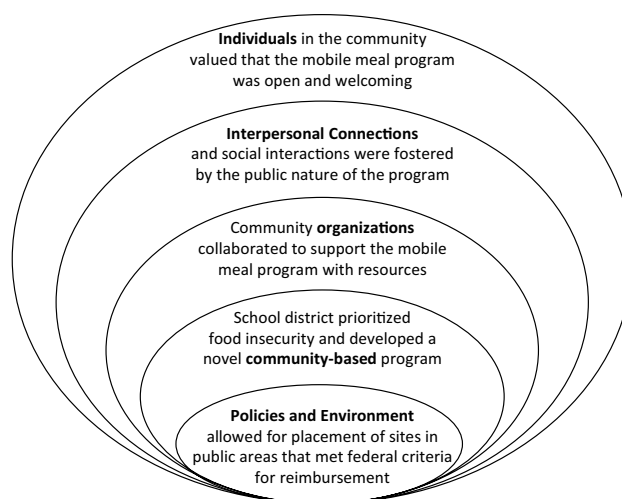 Individuals in the community
valued that the mobile meal program
was open and welcoming
Interpersonal Connections
and social interactions were fostered
by the public nature of the program
Community organizations
collaborated to support the mobile
meal program with resources
School district prioritized
food insecurity and developed a
novel community-based program
Policies and Environment
allowed for placement of sites in
public areas that met federal criteria
for reimbursement